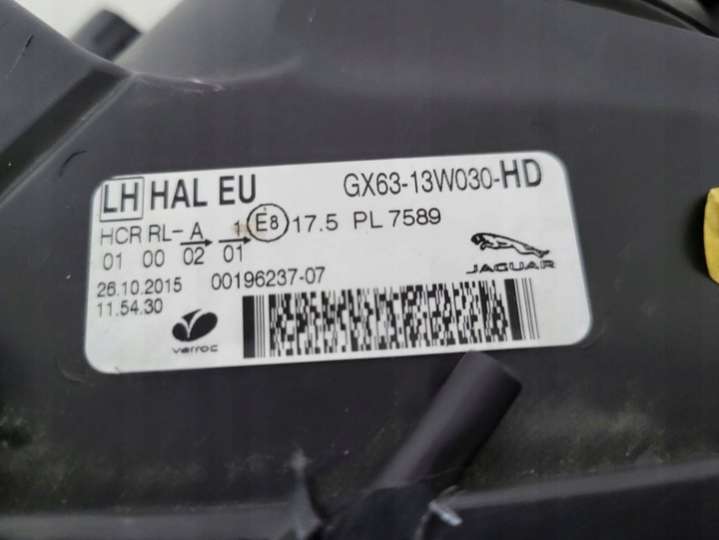 LH HAL EU GX63-13W030-HD
HCR RL- A 1 E8 17.5 PL 7589
01 00 02 01
JAGUAR
26.10.2015 00196237-07
11.54.30
varroc